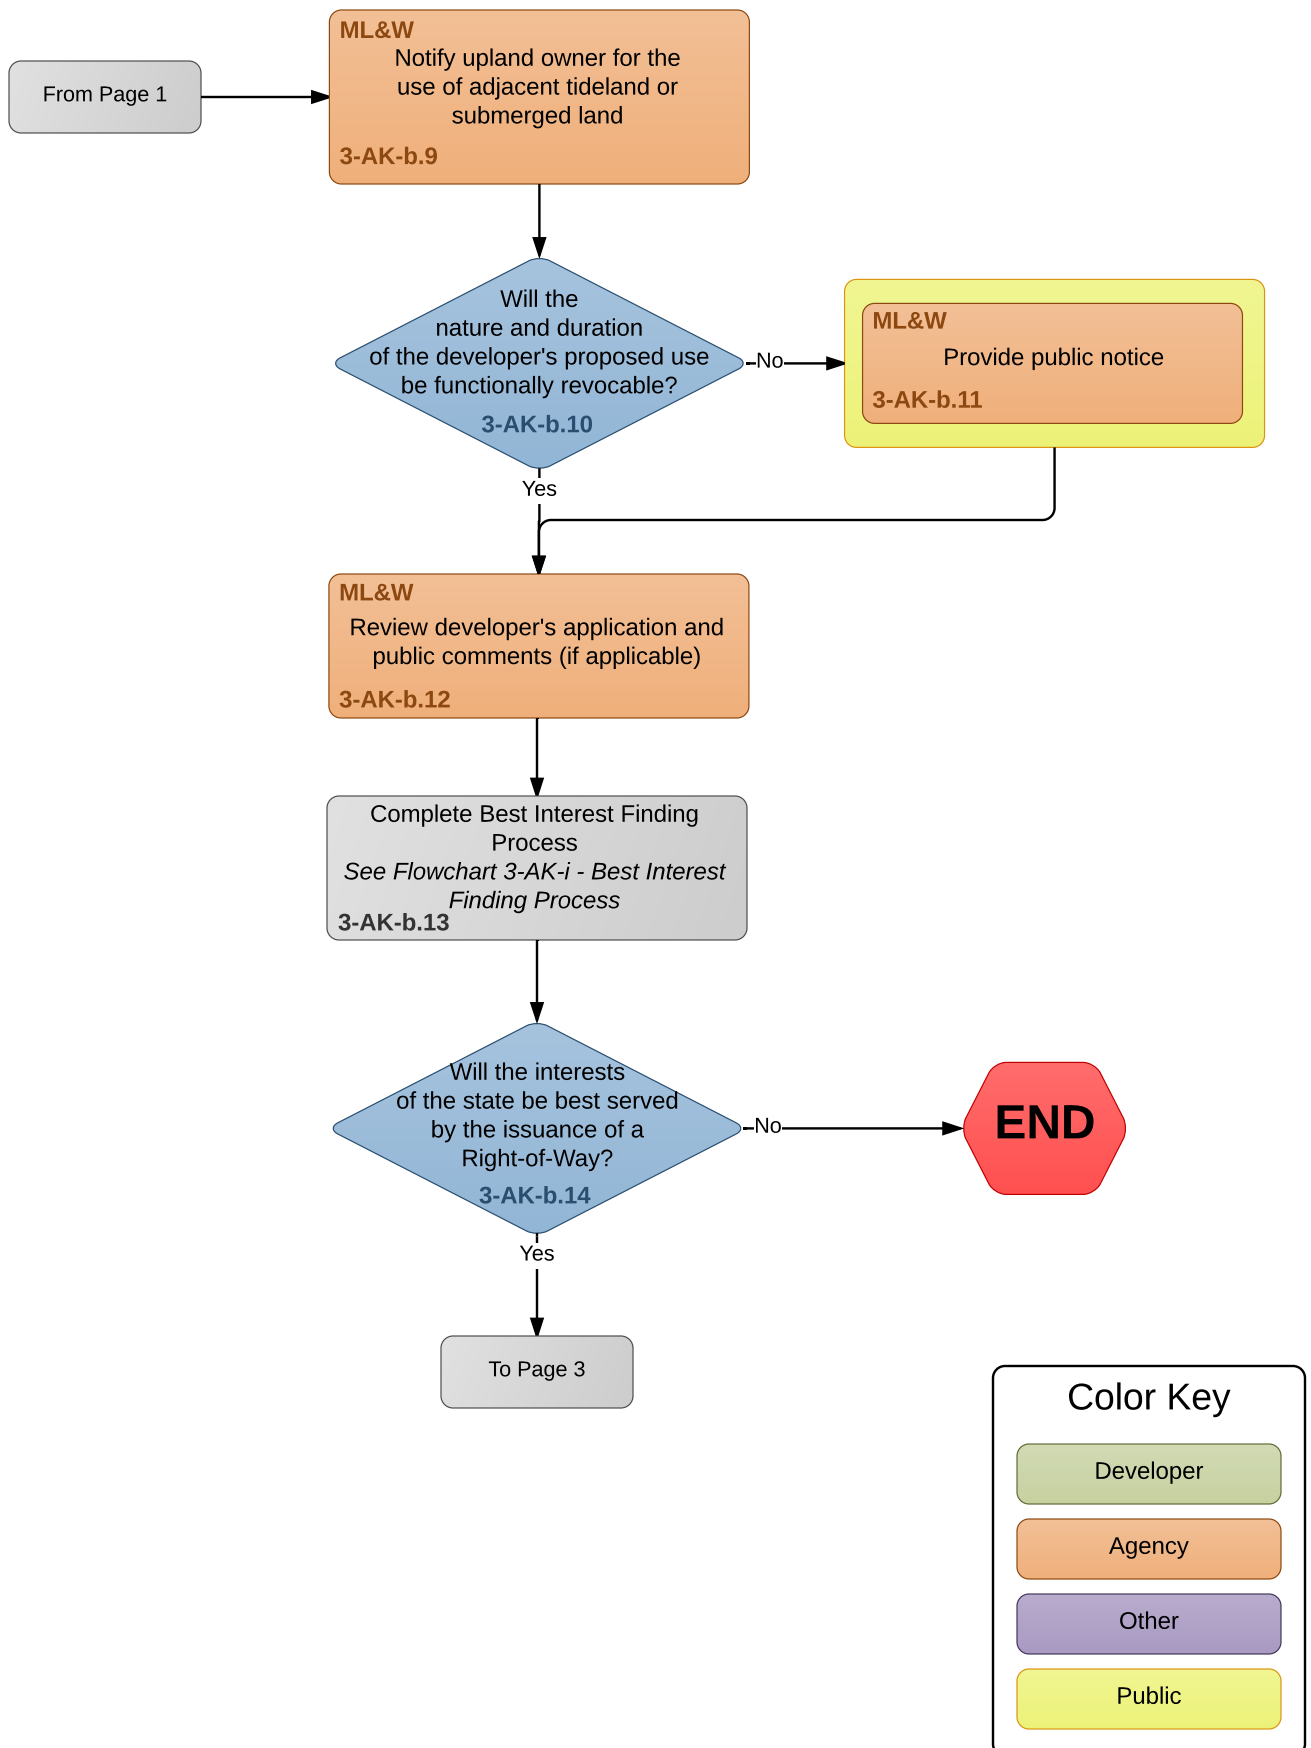 From Page 1
ML&W
Notify upland owner for the
use of adjacent tideland or
submerged land
3-AK-b.9
Will the
nature and duration
of the developer's proposed use
be functionally revocable?
3-AK-b.10
No
ML&W
Provide public notice
3-AK-b.11
Yes
ML&W
Review developer's application and
public comments (if applicable)
3-AK-b.12
Complete Best Interest Finding
Process
See Flowchart 3-AK-i - Best Interest
Finding Process
3-AK-b.13
Will the interests
of the state be best served
by the issuance of a
Right-of-Way?
3-AK-b.14
No
END
Yes
To Page 3
Color Key
Developer
Agency
Other
Public